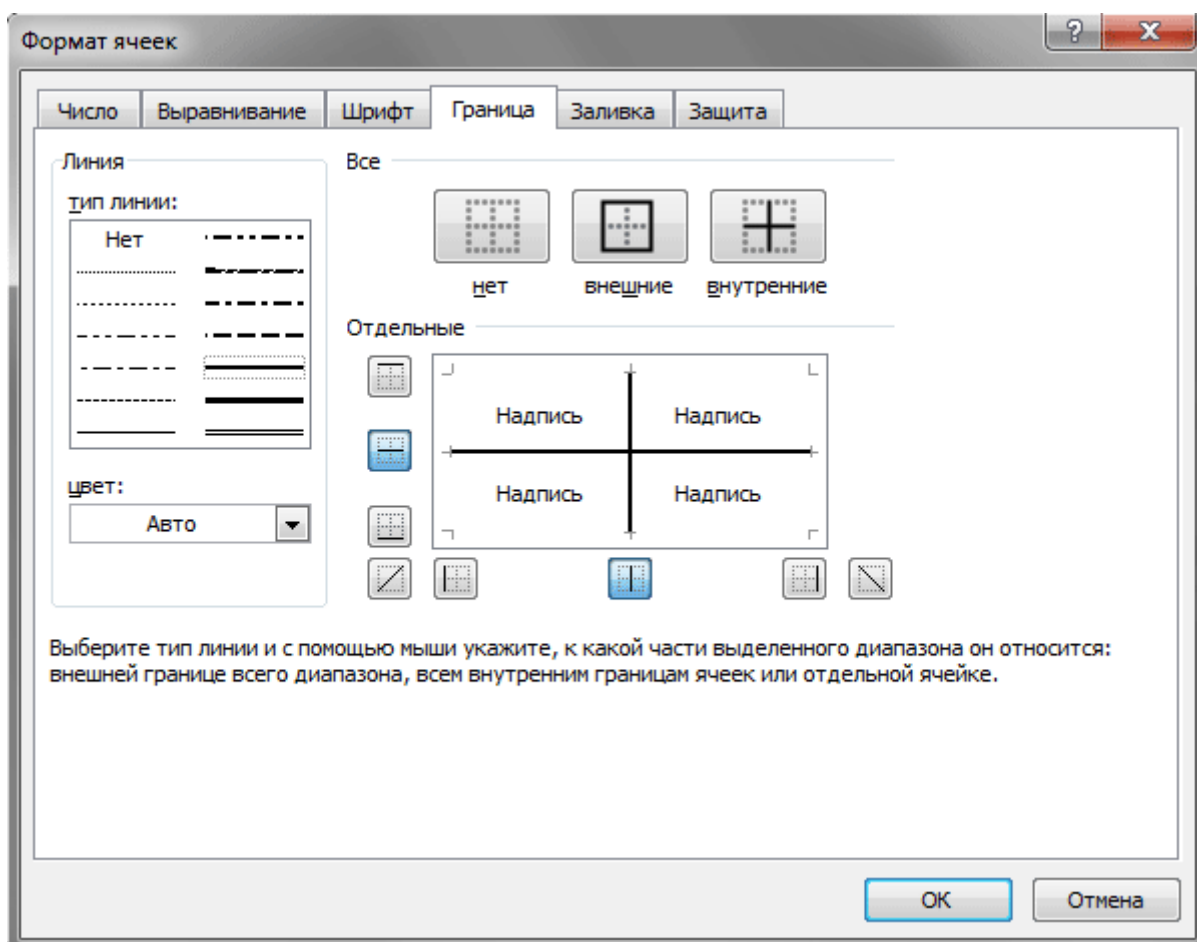 Формат ячеек
Число Выравнивание Шрифт Граница Заливка Защита
Линия
тип линии:
Нет
цвет:
Авто
Все
нет внешние внутренние
Отдельные
Надпись Надпись
Надпись Надпись
Выберите тип линии и с помощью мыши укажите, к какой части выделенного диапазона он относится:
внешней границе всего диапазона, всем внутренним границам ячеек или отдельной ячейке.
ОК Отмена